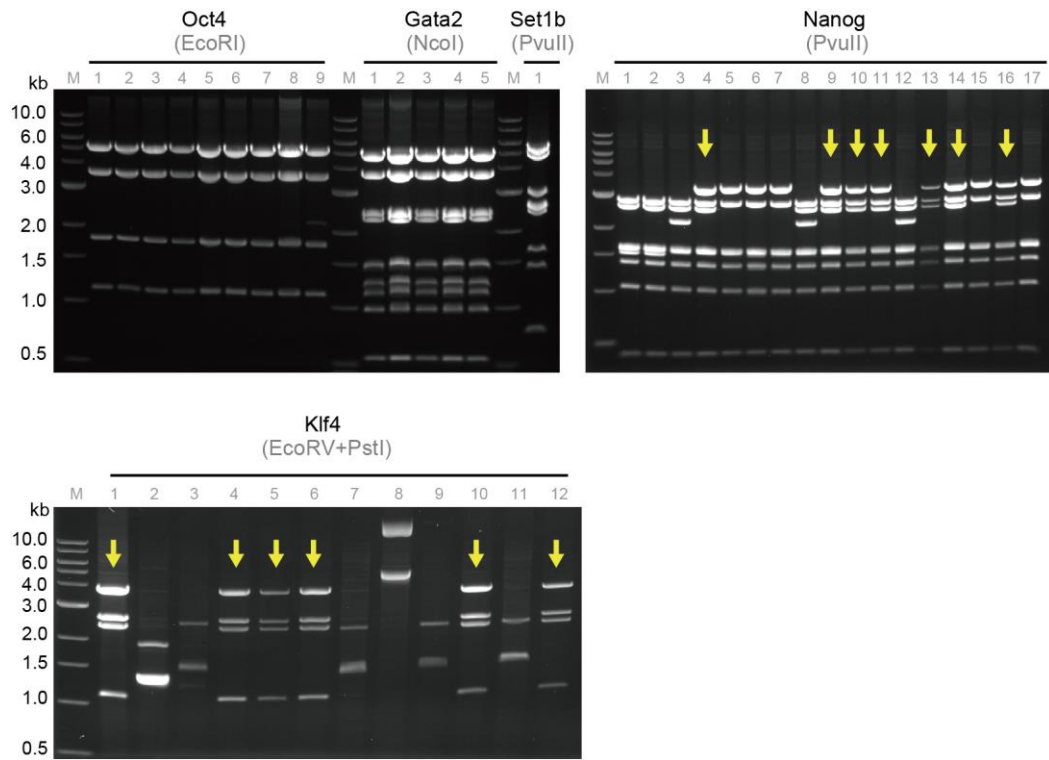 Oct4 Gata2 Set1b Nanog
(EcoRI) (NcoI) (PvuII) (PvuII)
kb M 1 2 3 4 5 6 7 8 9 M 1 2 3 4 5 M 1 M 1 2 3 4 5 6 7 8 9 10 11 12 13 14 15 16 17
10.0
6.0
4.0
3.0
2.0
1.5
1.0
0.5
Klf4
(EcoRV+PstI)
M 1 2 3 4 5 6 7 8 9 10 11 12
kb
10.0
6.0
4.0
3.0
2.0
1.5
1.0
0.5